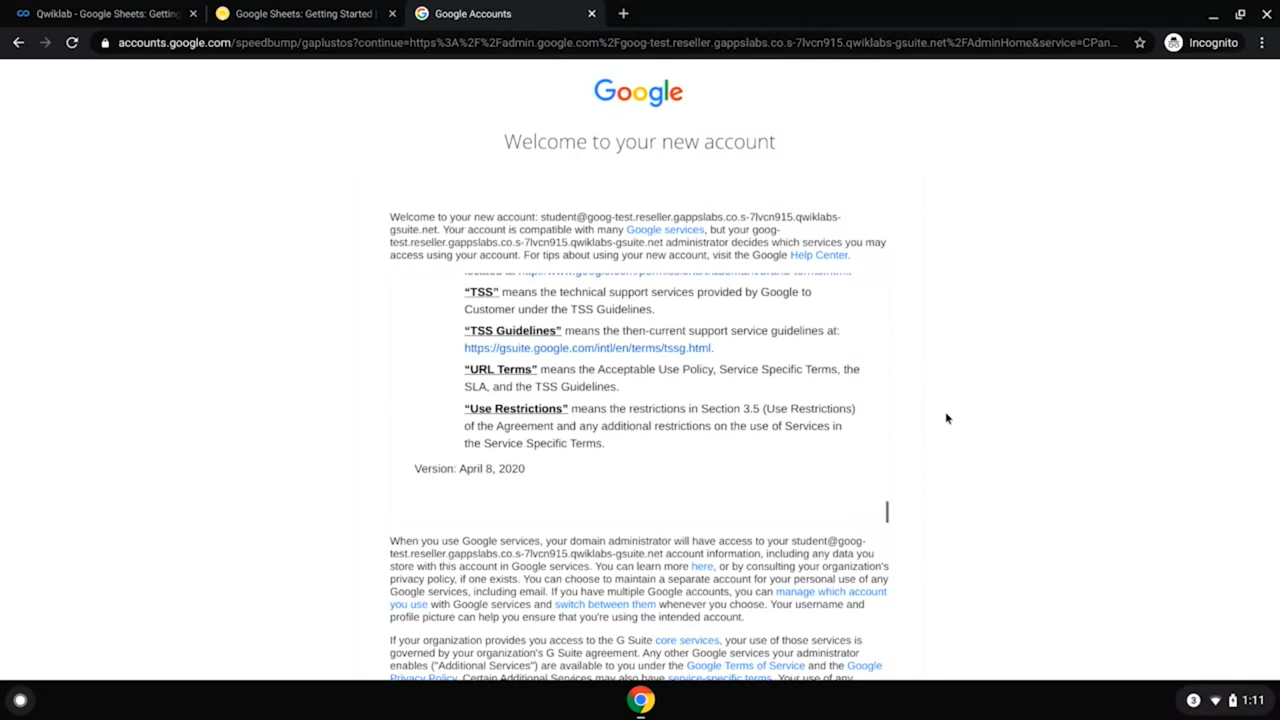 Qwiklab - Google Sheets: Getting
Google Sheets: Getting Started
Google Accounts
accounts.google.com/speedbump/gaplustos?continue=https%3A%2F%2Fadmin.google.com%2Fgoog-test.reseller.gappslabs.co.s-7lvcn915.qwiklabs-gsuite.net%2FAdminHome&service=CPan...
Incognito
Google
Welcome to your new account
Welcome to your new account: student@goog-test.reseller.gappslabs.co.s-7lvcn915.qwiklabs-
gsuite.net. Your account is compatible with many Google services, but your goog-
test.reseller.gappslabs.co.s-7lvcn915.qwiklabs-gsuite.net administrator decides which services you may
access using your account. For tips about using your new account, visit the Google Help Center.
“TSS” means the technical support services provided by Google to
Customer under the TSS Guidelines.
“TSS Guidelines” means the then-current support service guidelines at:
https://gsuite.google.com/intl/en/terms/tssg.html.
“URL Terms” means the Acceptable Use Policy, Service Specific Terms, the
SLA, and the TSS Guidelines.
“Use Restrictions” means the restrictions in Section 3.5 (Use Restrictions)
of the Agreement and any additional restrictions on the use of Services in
the Service Specific Terms.
Version: April 8, 2020
When you use Google services, your domain administrator will have access to your student@goog-
test.reseller.gappslabs.co.s-7lvcn915.qwiklabs-gsuite.net account information, including any data you
store with this account in Google services. You can learn more here, or by consulting your organization's
privacy policy, if one exists. You can choose to maintain a separate account for your personal use of any
Google services, including email. If you have multiple Google accounts, you can manage which account
you use with Google services and switch between them whenever you choose. Your username and
profile picture can help you ensure that you're using the intended account.
If your organization provides you access to the G Suite core services, your use of those services is
governed by your organization's G Suite agreement. Any other Google services your administrator
enables ("Additional Services") are available to you under the Google Terms of Service and the Google
Privacy Policy. Certain Additional Services may also have service-specific terms. Your use of any
3
1:11